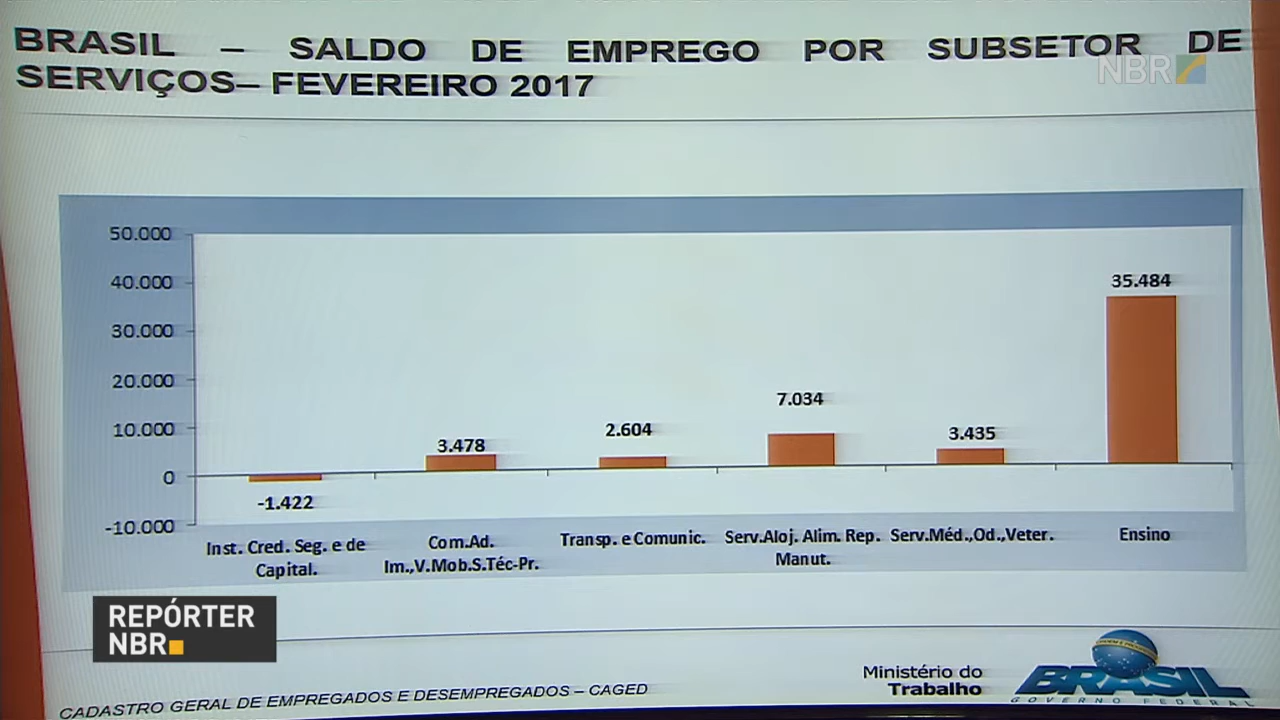 BRASIL – SALDO DE EMPREGO POR SUBSETOR DE
SERVIÇOS– FEVEREIRO 2017
NBR
50.000
40.000
30.000
20.000
10.000
0
-10.000
-1.422
3.478
2.604
7.034
3.435
35.484
Inst. Cred. Seg. e de
Capital.
Com.Ad.
Im.,V.Mob.S.Téc-Pr.
Transp. e Comunic.
Serv.Aloj. Alim. Rep.
Manut.
Serv.Méd.,Od.,Veter.
Ensino
REPÓRTER
NBR
CADASTRO GERAL DE EMPREGADOS E DESEMPREGADOS – CAGED
Ministério do
Trabalho
BRASIL
GOVERNO FEDERAL